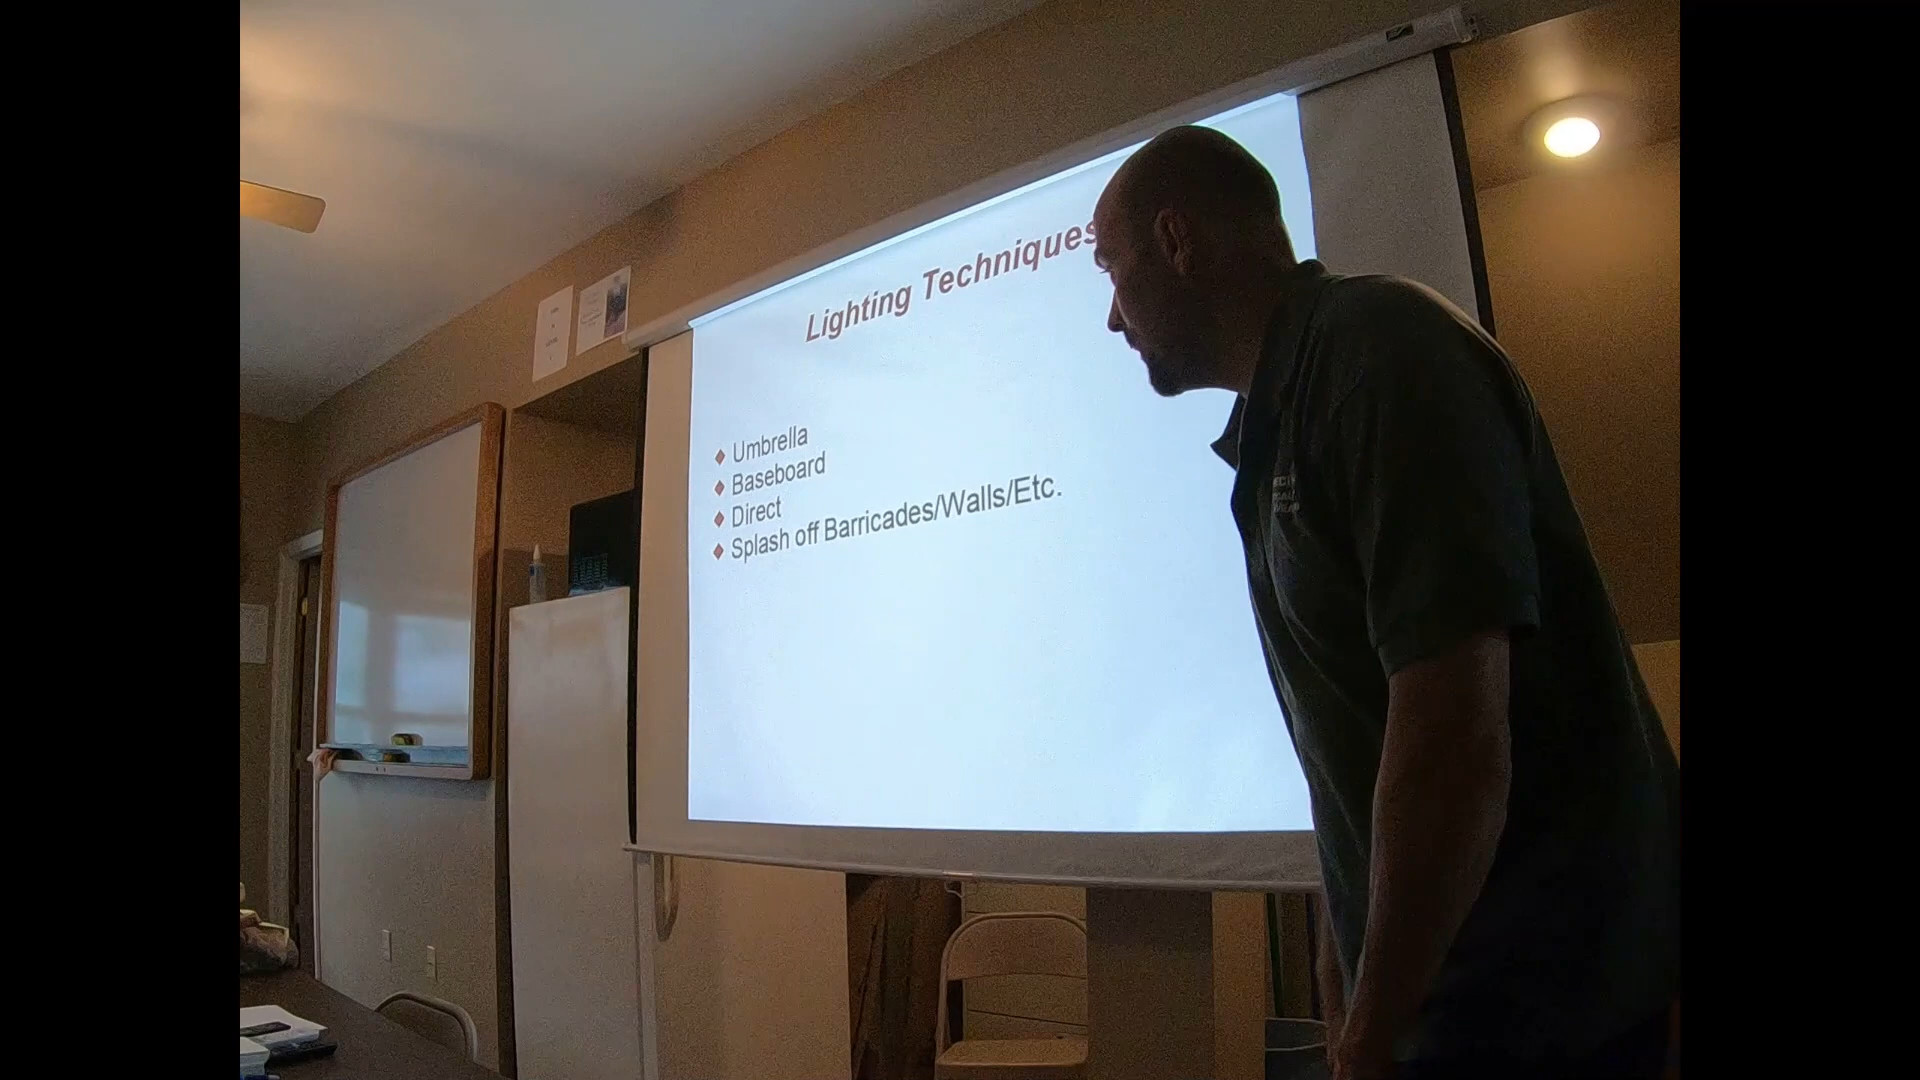 Lighting Techniques
Umbrella
Baseboard
Direct
Splash off Barricades/Walls/Etc.